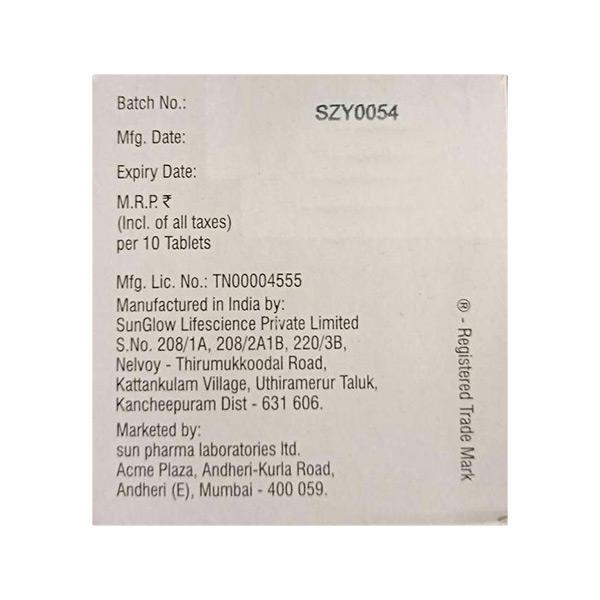 Batch No.: SZY0054
Mfg. Date:
Expiry Date:
M.R.P. ₹
(Incl. of all taxes)
per 10 Tablets
Mfg. Lic. No.: TN00004555
Manufactured in India by:
SunGlow Lifescience Private Limited
S.No. 208/1A, 208/2A1B, 220/3B,
Nelvoy - Thirumukkoodal Road,
Kattankulam Village, Uthiramerur Taluk,
Kancheepuram Dist - 631 606.
Marketed by:
sun pharma laboratories ltd.
Acme Plaza, Andheri-Kurla Road,
Andheri (E), Mumbai - 400 059.
® - Registered Trade Mark